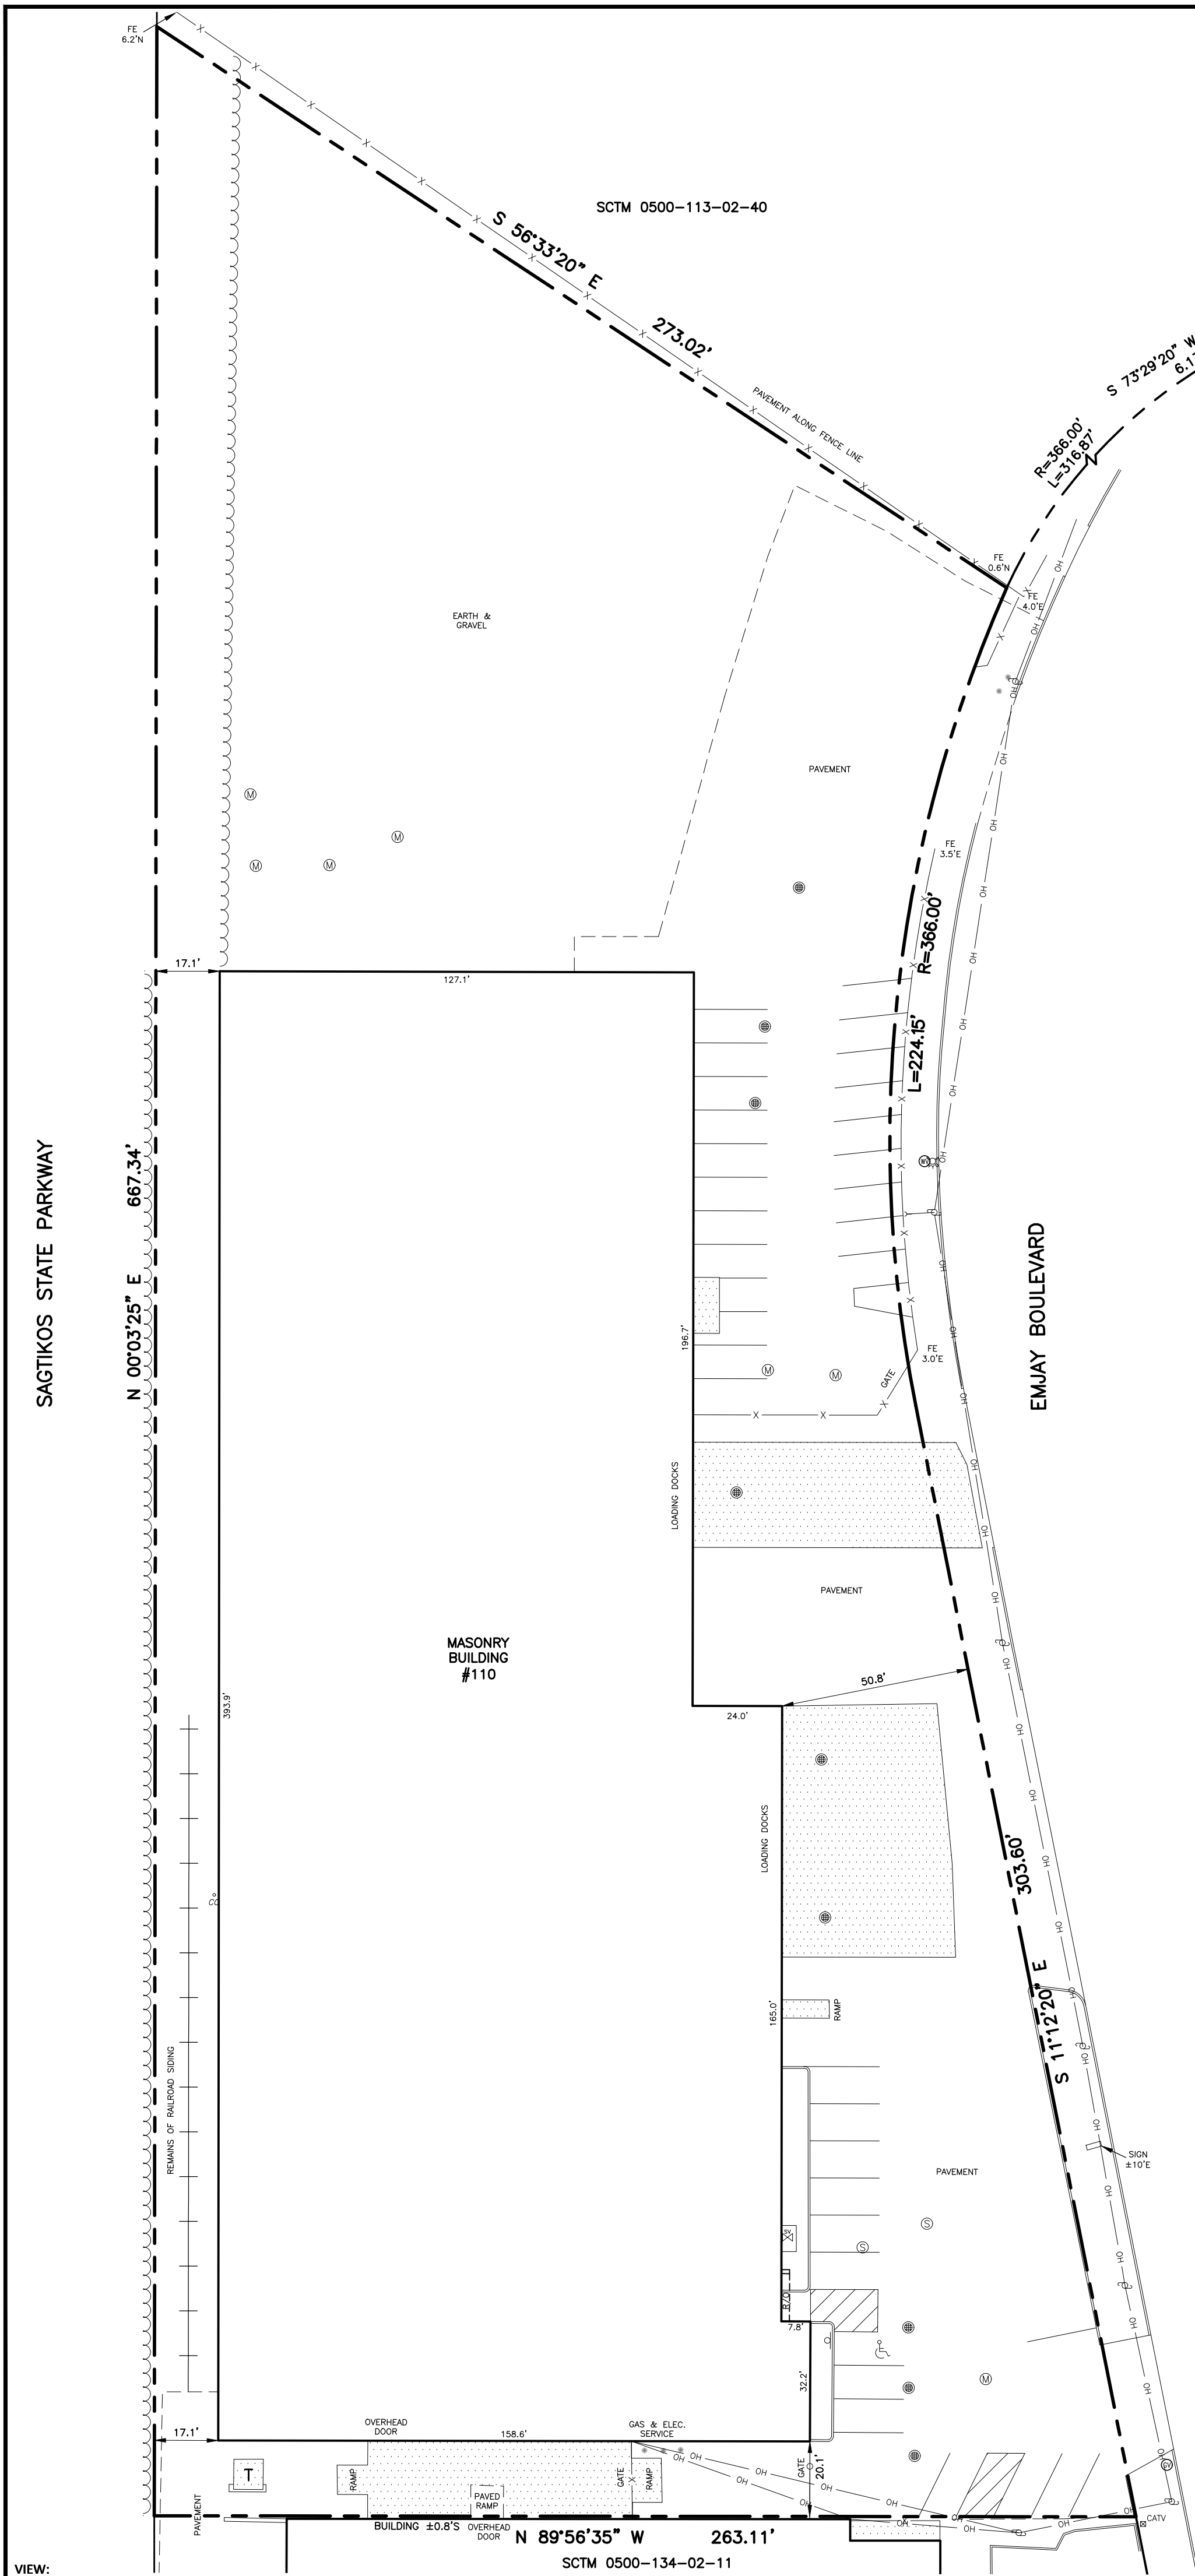 FE
6.2'N
SCTM 0500-113-02-40
S 56°33'20" E
273.02'
PAVEMENT ALONG FENCE LINE
S 73°29'20" W
R=366.00'
L=316.87'
FE
0.6'N
FE
4.0'E
EARTH &
GRAVEL
PAVEMENT
M
M
M
M
FE
3.5'E
R=366.00'
L=224.15'
17.1'
127.1'
SAGTIKOS STATE PARKWAY
N 00°03'25" E
667.34'
EMJAY BOULEVARD
196.7'
FE
3.0'E
M
M
GATE
LOADING DOCKS
PAVEMENT
MASONRY
BUILDING
#110
50.8'
24.0'
393.9'
LOADING DOCKS
303.60'
S 11°12'20" E
165.0'
RAMP
REMAINS OF RAILROAD SIDING
SIGN
±10'E
PAVEMENT
S
S
R/O
7.8'
32.2'
M
17.1'
OVERHEAD
DOOR
158.6'
GAS & ELEC.
SERVICE
GATE
20.1'
T
RAMP
PAVED
RAMP
GATE
RAMP
PAVEMENT
BUILDING ±0.8'S
OVERHEAD
DOOR
N 89°56'35" W
263.11'
CATV
SCTM 0500-134-02-11
VIEW: